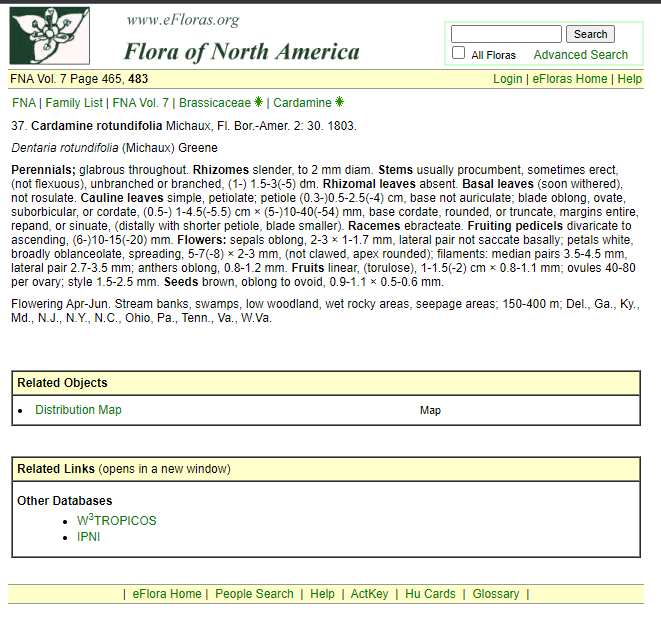 www.eFloras.org
Flora of North America
Search
All Floras Advanced Search
FNA Vol. 7 Page 465, 483
Login | eFloras Home | Help
FNA | Family List | FNA Vol. 7 | Brassicaceae | Cardamine
37. Cardamine rotundifolia Michaux, Fl. Bor.-Amer. 2: 30. 1803.
Dentaria rotundifolia (Michaux) Greene
Perennials; glabrous throughout. Rhizomes slender, to 2 mm diam. Stems usually procumbent, sometimes erect,
(not flexuous), unbranched or branched, (1-) 1.5-3(-5) dm. Rhizomal leaves absent. Basal leaves (soon withered),
not rosulate. Cauline leaves simple, petiolate; petiole (0.3-)0.5-2.5(-4) cm, base not auriculate; blade oblong, ovate,
suborbicular, or cordate, (0.5-) 1-4.5(-5.5) cm × (5-)10-40(-54) mm, base cordate, rounded, or truncate, margins entire,
repand, or sinuate, (distally with shorter petiole, blade smaller). Racemes ebracteate. Fruiting pedicels divaricate to
ascending, (6-)10-15(-20) mm. Flowers: sepals oblong, 2-3 × 1-1.7 mm, lateral pair not saccate basally; petals white,
broadly oblanceolate, spreading, 5-7(-8) × 2-3 mm, (not clawed, apex rounded); filaments: median pairs 3.5-4.5 mm,
lateral pair 2.7-3.5 mm; anthers oblong, 0.8-1.2 mm. Fruits linear, (torulose), 1-1.5(-2) cm × 0.8-1.1 mm; ovules 40-80
per ovary; style 1.5-2.5 mm. Seeds brown, oblong to ovoid, 0.9-1.1 × 0.5-0.6 mm.
Flowering Apr-Jun. Stream banks, swamps, low woodland, wet rocky areas, seepage areas; 150-400 m; Del., Ga., Ky.,
Md., N.J., N.Y., N.C., Ohio, Pa., Tenn., Va., W.Va.
Related Objects
• Distribution Map Map
Related Links (opens in a new window)
Other Databases
• W³TROPICOS
• IPNI
| eFlora Home | People Search | Help | ActKey | Hu Cards | Glossary |